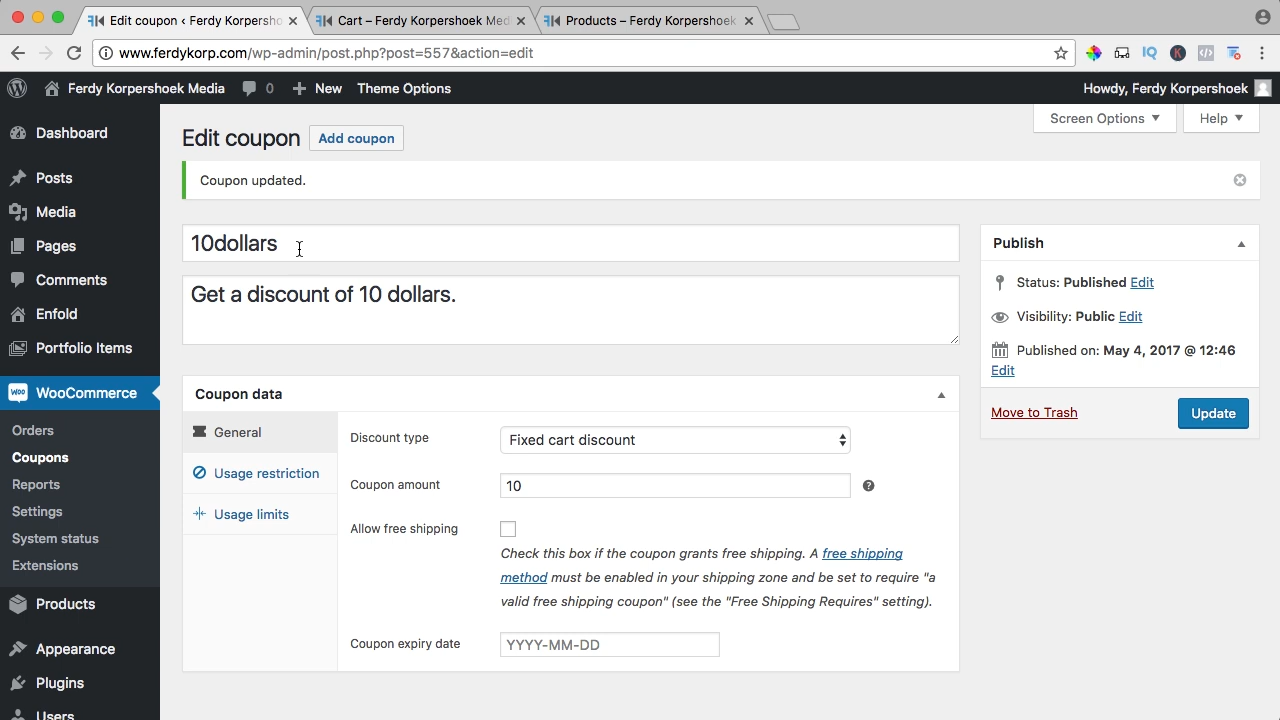 Edit coupon ‹ Ferdy Korpersho
Cart – Ferdy Korpershoek Med
Products – Ferdy Korpershoek
www.ferdykorp.com/wp-admin/post.php?post=557&action=edit
Ferdy Korpershoek Media
0
New
Theme Options
Howdy, Ferdy Korpershoek
Dashboard
Posts
Media
Pages
Comments
Enfold
Portfolio Items
WooCommerce
Orders
Coupons
Reports
Settings
System status
Extensions
Products
Appearance
Plugins
Users
Screen Options
Help
Edit coupon
Add coupon
Coupon updated.
10dollars
Get a discount of 10 dollars.
Coupon data
General
Usage restriction
Usage limits
Discount type
Fixed cart discount
Coupon amount
10
Allow free shipping
Check this box if the coupon grants free shipping. A free shipping
method must be enabled in your shipping zone and be set to require "a
valid free shipping coupon" (see the "Free Shipping Requires" setting).
Coupon expiry date
YYYY-MM-DD
Publish
Status: Published Edit
Visibility: Public Edit
Published on: May 4, 2017 @ 12:46
Edit
Move to Trash
Update